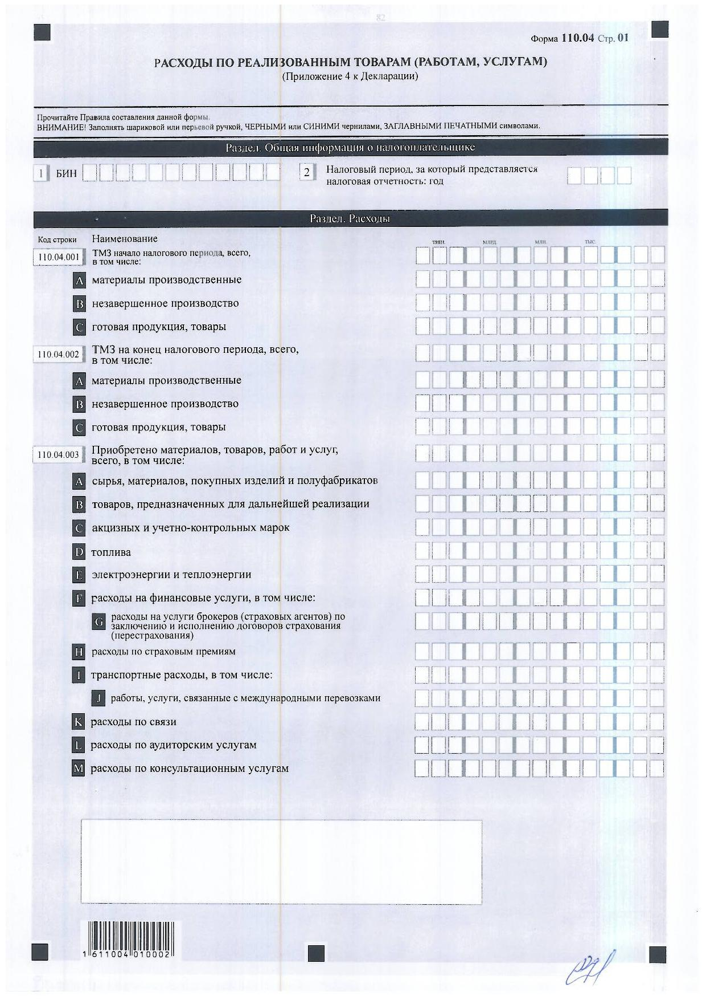 82
Форма 110.04 Стр. 01
РАСХОДЫ ПО РЕАЛИЗОВАННЫМ ТОВАРАМ (РАБОТАМ, УСЛУГАМ)
(Приложение 4 к Декларации)
Прочитайте Правила составления данной формы.
ВНИМАНИЕ! Заполнять шариковой или перьевой ручкой, ЧЕРНЫМИ или СИНИМИ чернилами, ЗАГЛАВНЫМИ ПЕЧАТНЫМИ символами.
Раздел. Общая информация о налогоплательщике
1 БИН 2 Налоговый период, за который представляется
налоговая отчетность: год
Раздел. Расходы
Код строки Наименование ТРЛН. МЛРД. МЛН. ТЫС.
110.04.001 ТМЗ начало налогового периода, всего,
в том числе:
A материалы производственные
B незавершенное производство
C готовая продукция, товары
110.04.002 ТМЗ на конец налогового периода, всего,
в том числе:
A материалы производственные
B незавершенное производство
C готовая продукция, товары
110.04.003 Приобретено материалов, товаров, работ и услуг,
всего, в том числе:
A сырья, материалов, покупных изделий и полуфабрикатов
B товаров, предназначенных для дальнейшей реализации
C акцизных и учетно-контрольных марок
D топлива
E электроэнергии и теплоэнергии
F расходы на финансовые услуги, в том числе:
G расходы на услуги брокеров (страховых агентов) по
заключению и исполнению договоров страхования
(перестрахования)
H расходы по страховым премиям
I транспортные расходы, в том числе:
J работы, услуги, связанные с международными перевозками
K расходы по связи
L расходы по аудиторским услугам
M расходы по консультационным услугам
1 611004 010002